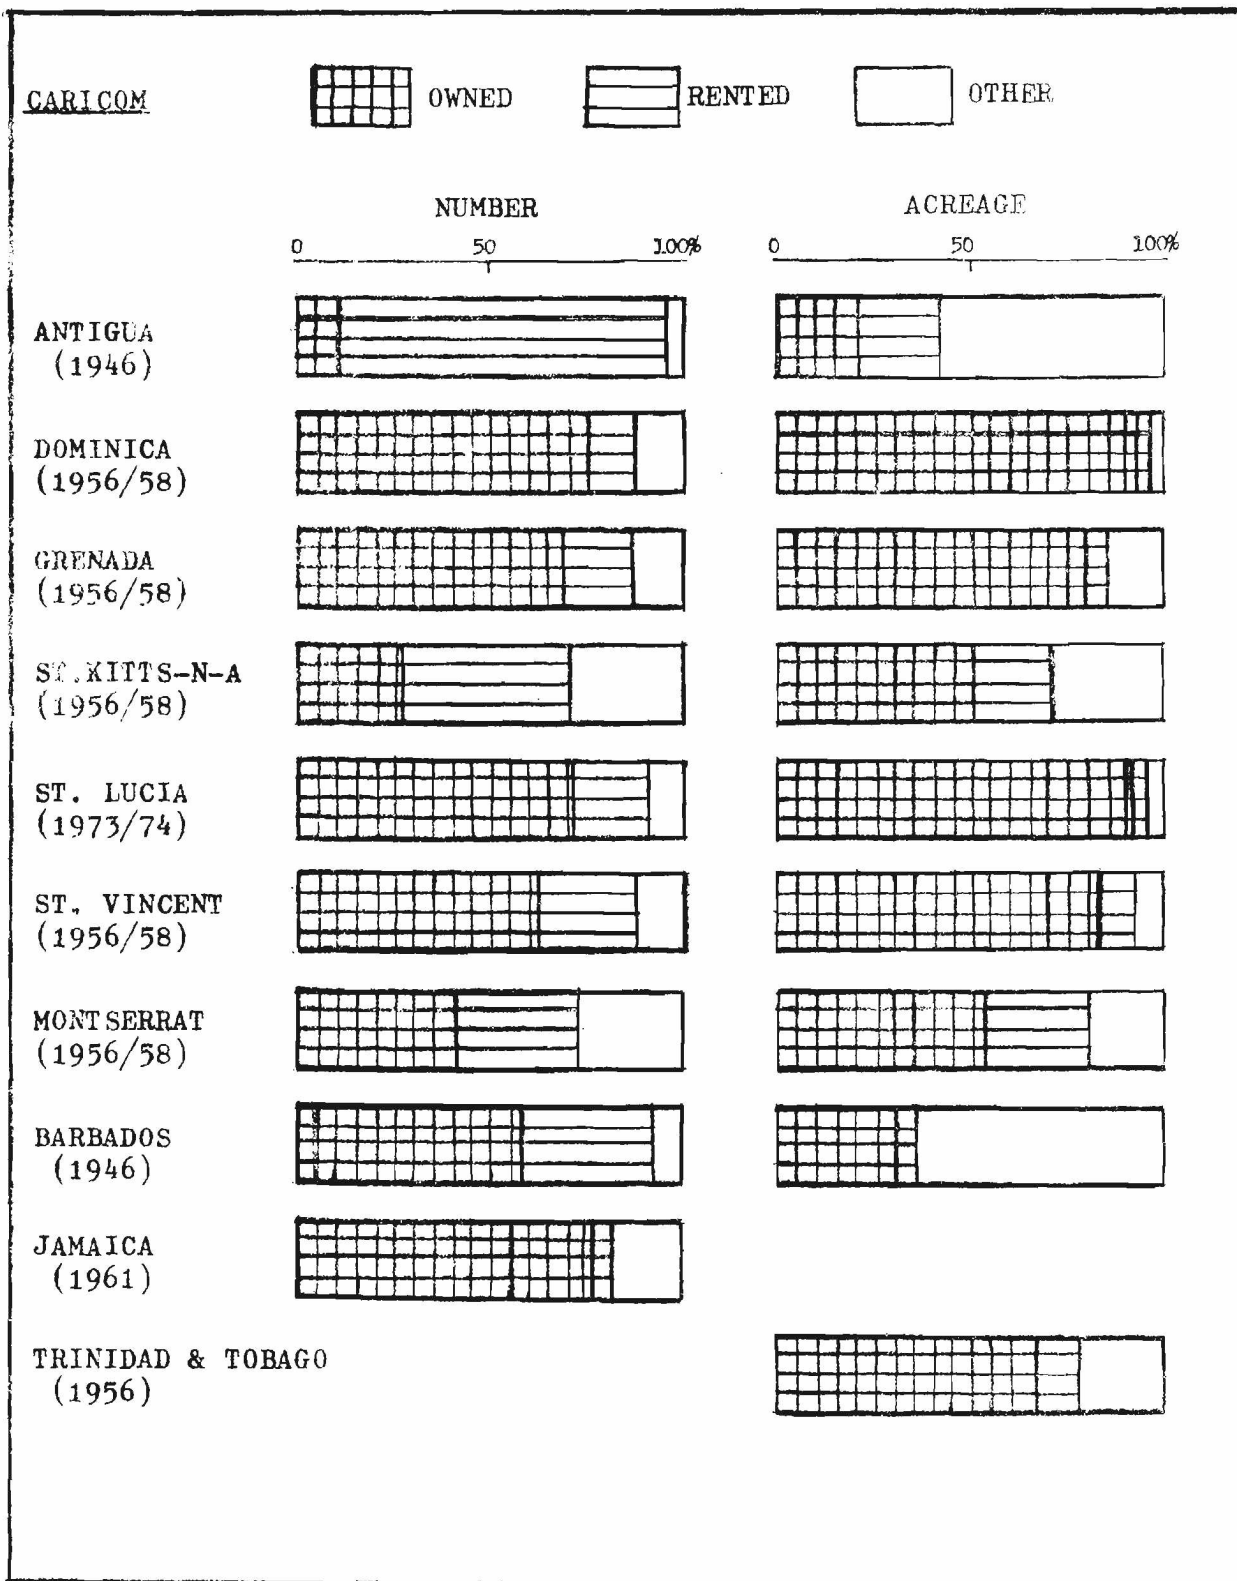 CARICOM OWNED RENTED OTHER
NUMBER ACREAGE
0 50 100% 0 50 100%
ANTIGUA
(1946)
DOMINICA
(1956/58)
GRENADA
(1956/58)
ST.KITTS-N-A
(1956/58)
ST. LUCIA
(1973/74)
ST. VINCENT
(1956/58)
MONTSERRAT
(1956/58)
BARBADOS
(1946)
JAMAICA
(1961)
TRINIDAD & TOBAGO
(1956)